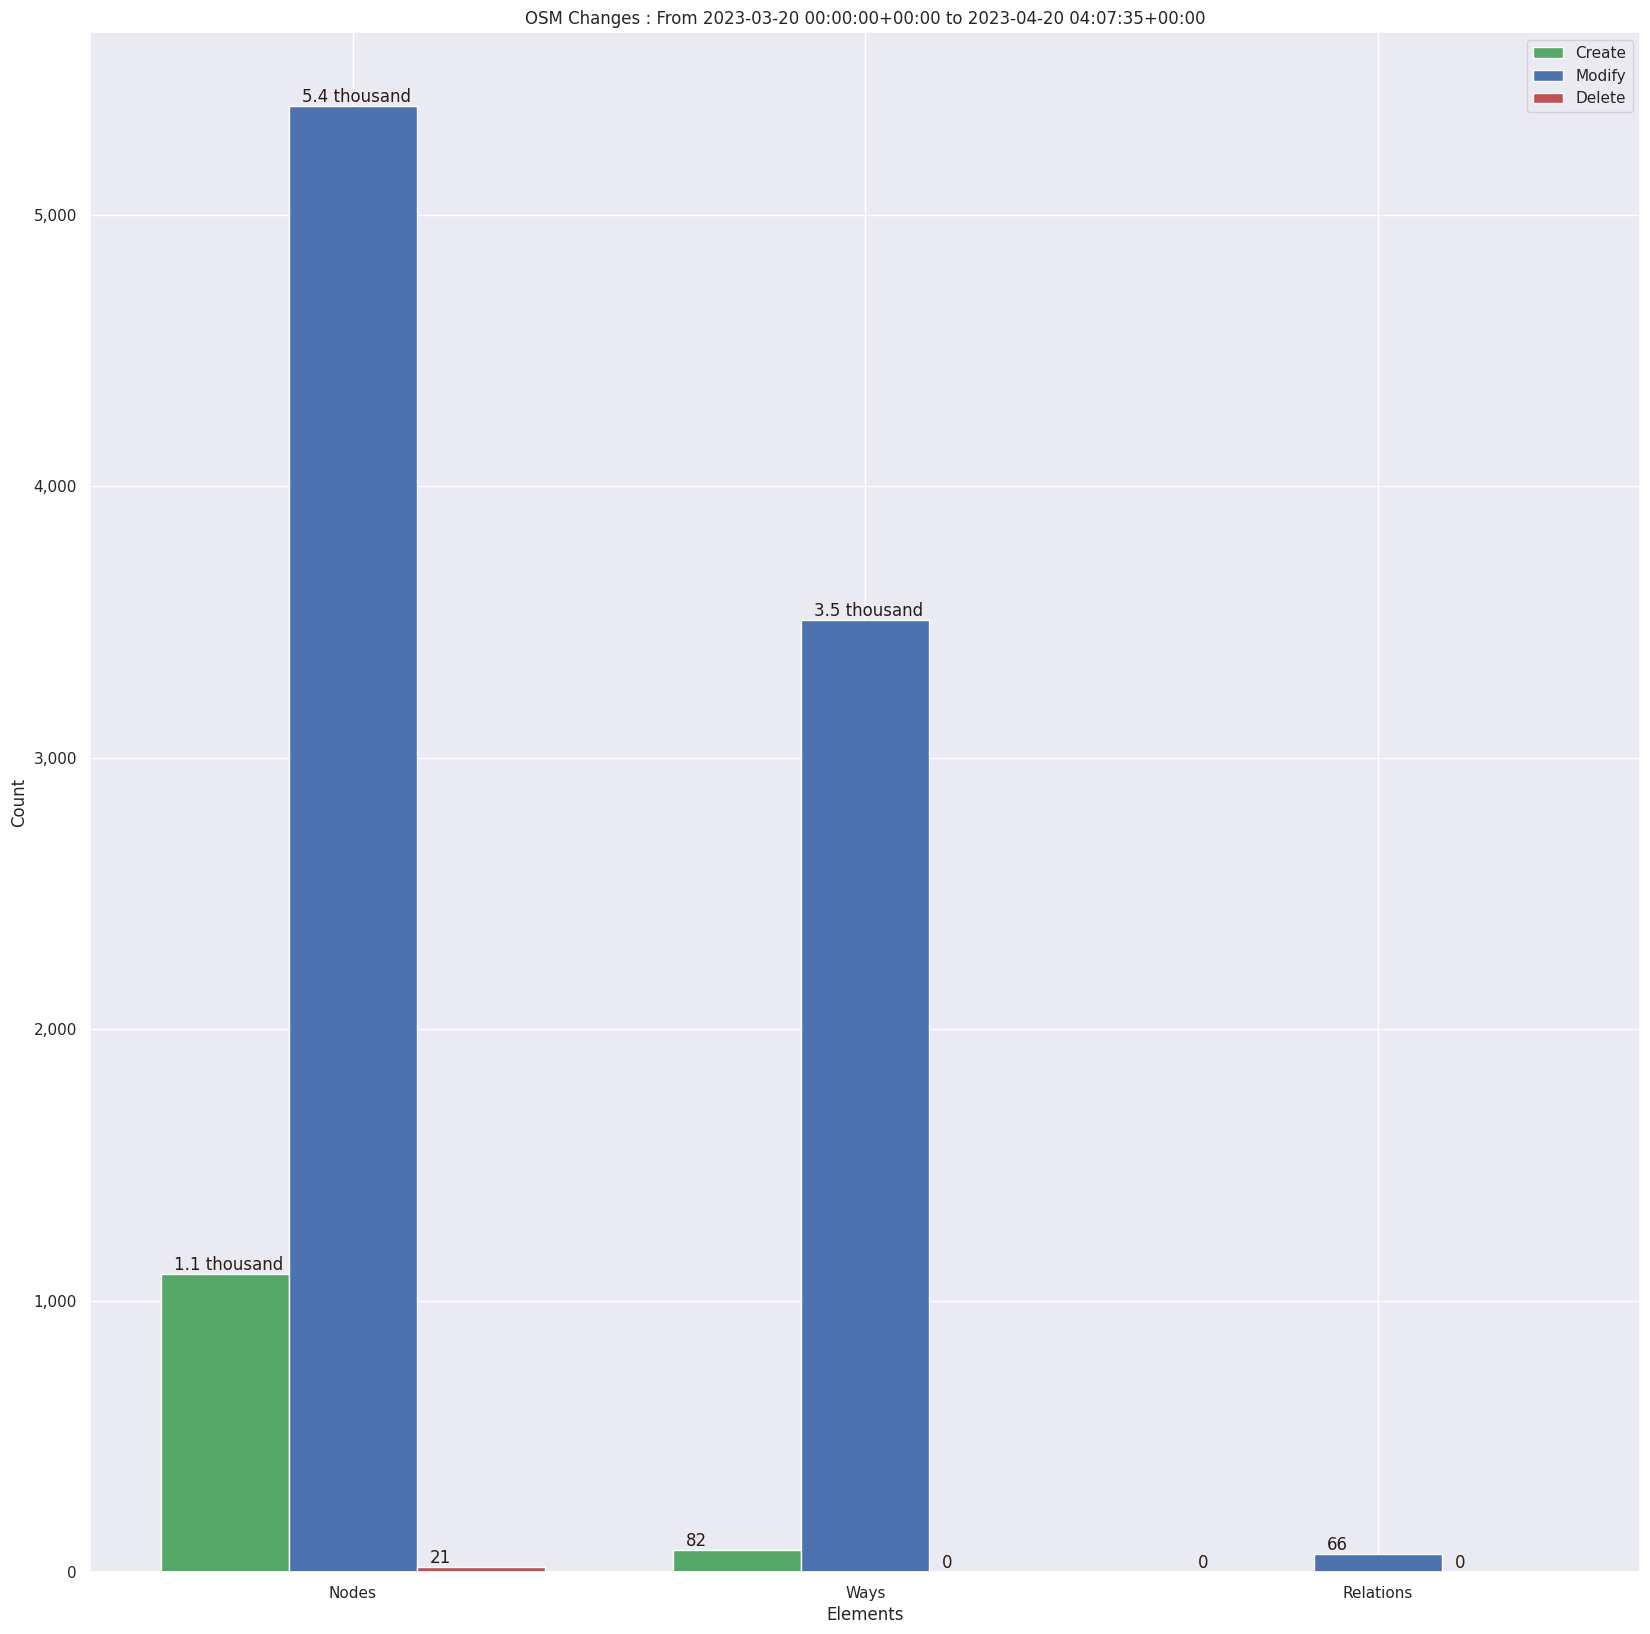 OSM Changes : From 2023-03-20 00:00:00+00:00 to 2023-04-20 04:07:35+00:00
Create
Modify
Delete
5.4 thousand
5,000
4,000
3.5 thousand
3,000
Count
2,000
1.1 thousand
1,000
82
66
21
0
0
0
0
Nodes
Ways
Relations
Elements